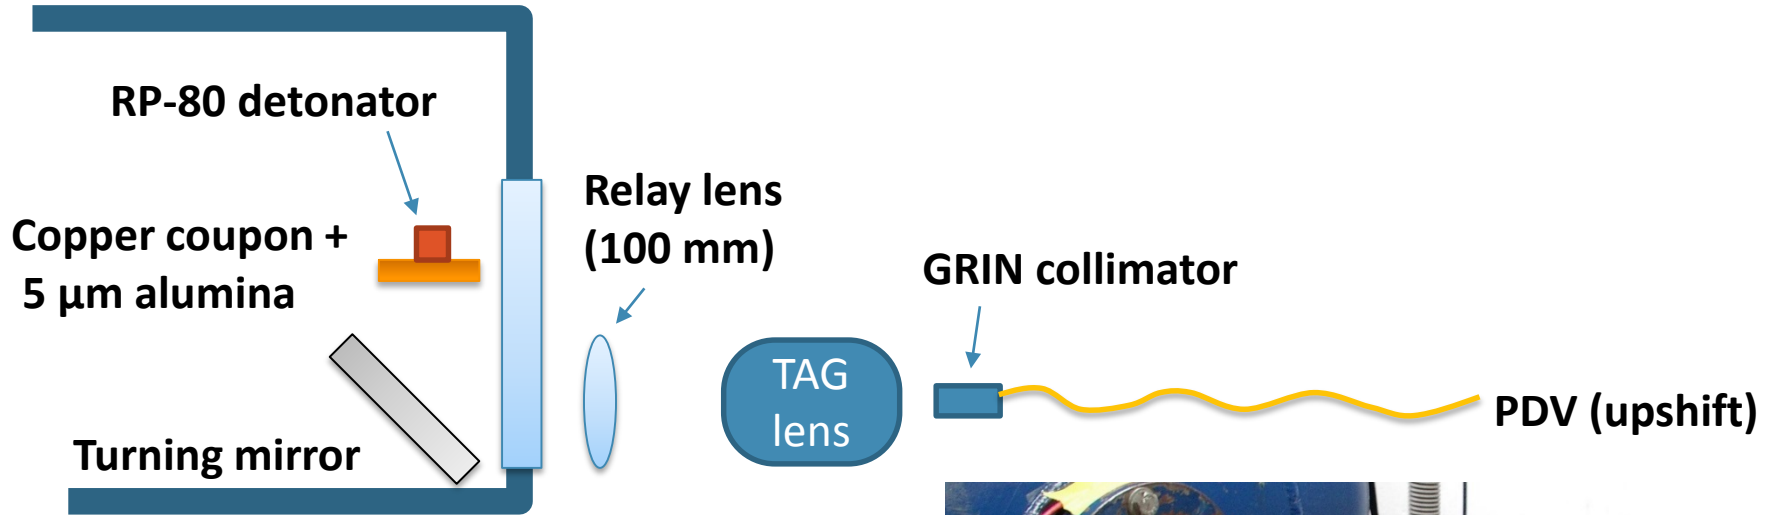 RP-80 detonator
Relay lens
(100 mm)
Copper coupon +
5 µm alumina
GRIN collimator
TAG
lens
PDV (upshift)
Turning mirror